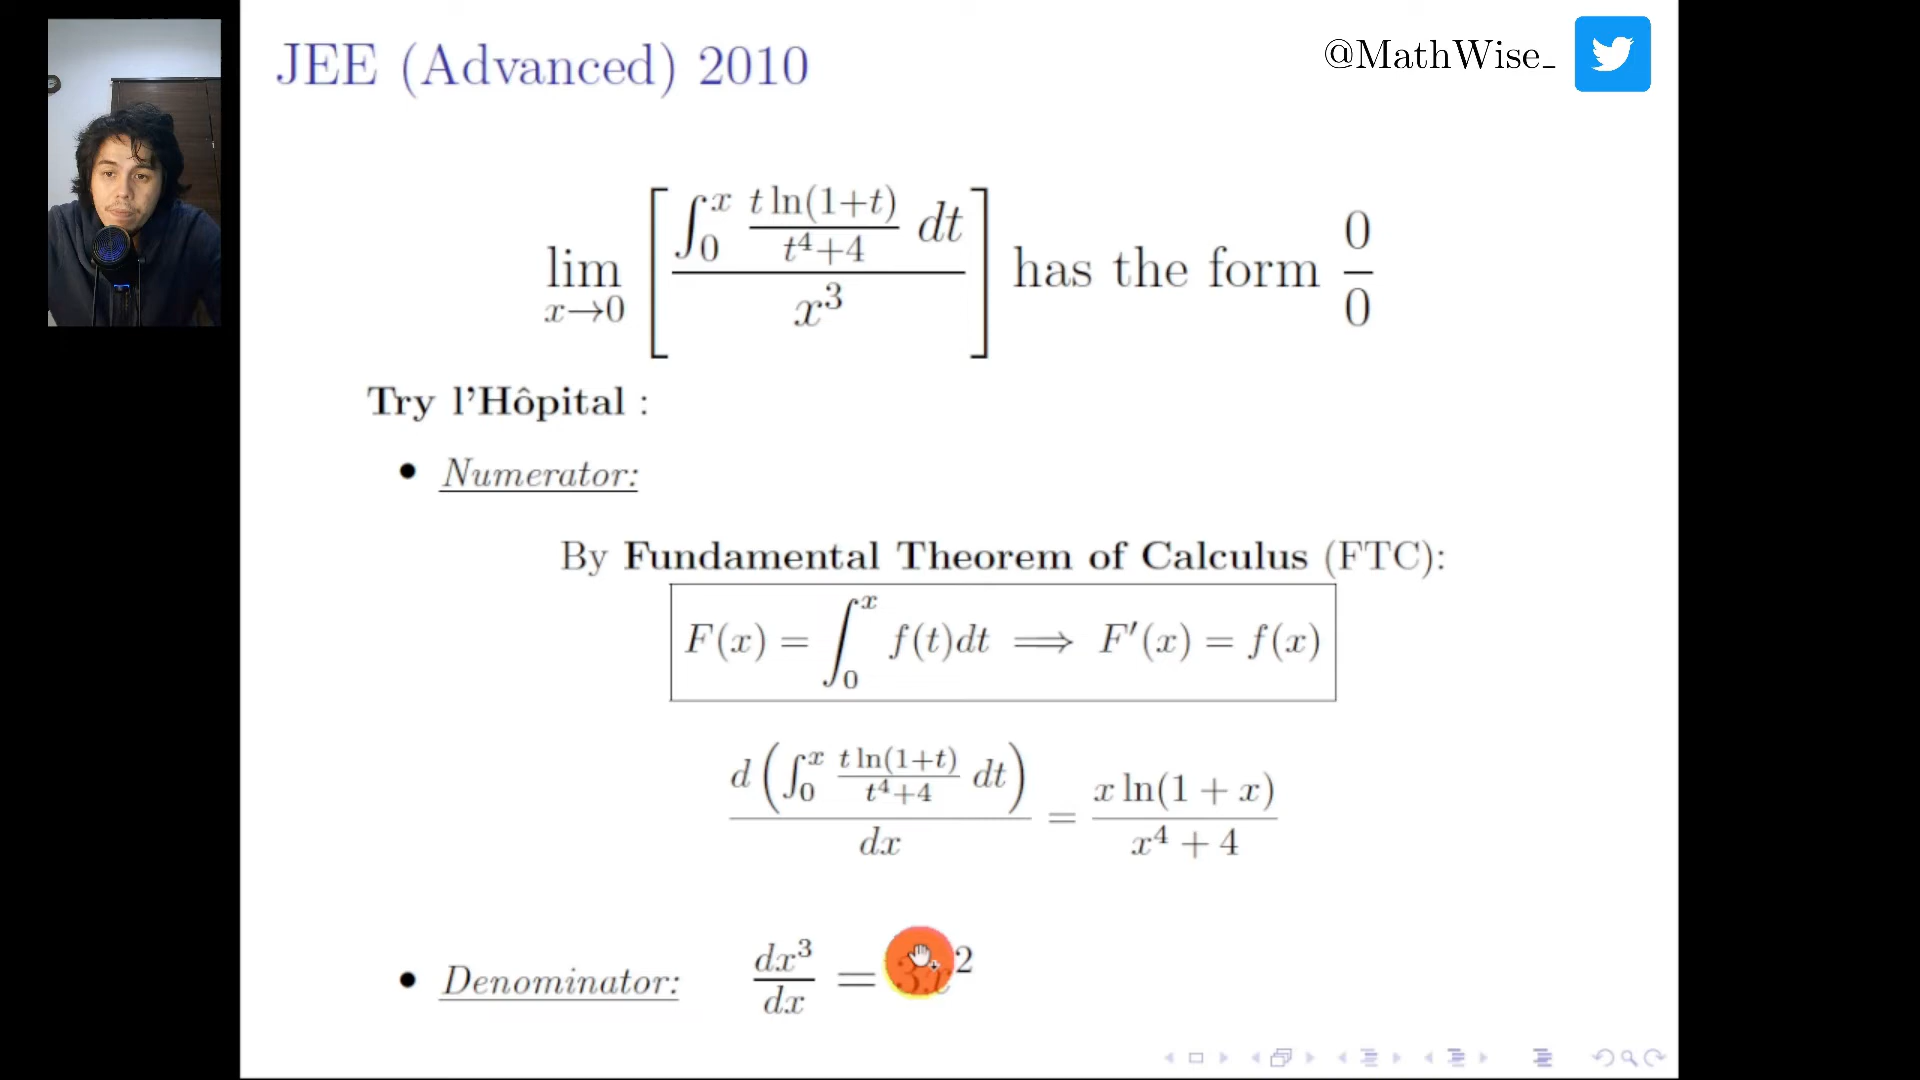 JEE (Advanced) 2010
@MathWise_
lim x→0 [ ∫₀ˣ t ln(1+t) / t⁴+4 dt / x³ ] has the form 0/0
Try l'Hôpital :
• Numerator:
By Fundamental Theorem of Calculus (FTC):
F(x) = ∫₀ˣ f(t)dt ⟹ F′(x) = f(x)
d ( ∫₀ˣ t ln(1+t) / t⁴+4 dt ) / dx = x ln(1 + x) / x⁴ + 4
• Denominator: dx³ / dx = 3x²